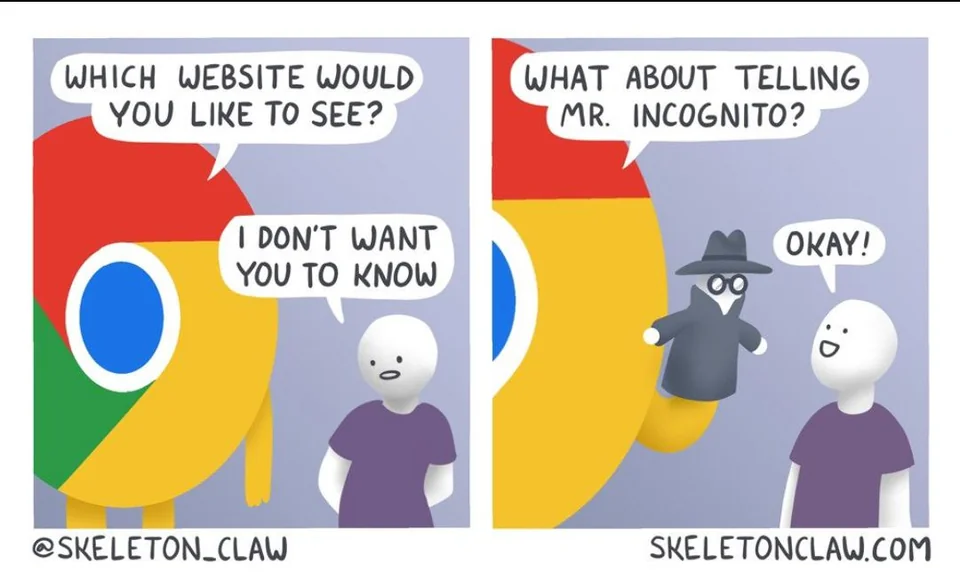 WHICH WEBSITE WOULD
YOU LIKE TO SEE?
I DON'T WANT
YOU TO KNOW
WHAT ABOUT TELLING
MR. INCOGNITO?
OKAY!
@SKELETON_CLAW
SKELETONCLAW.COM